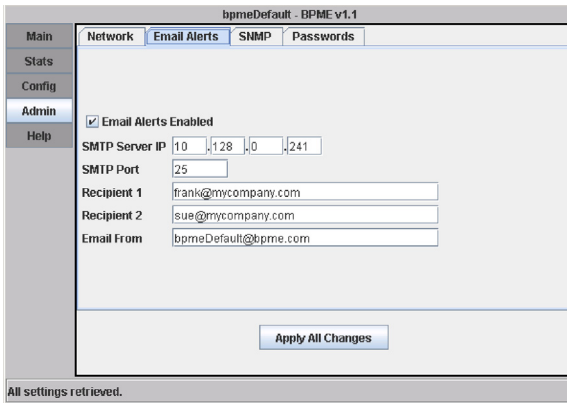 bpmeDefault - BPME v1.1
Main
Stats
Config
Admin
Help
Network Email Alerts SNMP Passwords
Email Alerts Enabled
SMTP Server IP 10 .128 .0 .241
SMTP Port 25
Recipient 1 frank@mycompany.com
Recipient 2 sue@mycompany.com
Email From bpmeDefault@bpme.com
Apply All Changes
All settings retrieved.